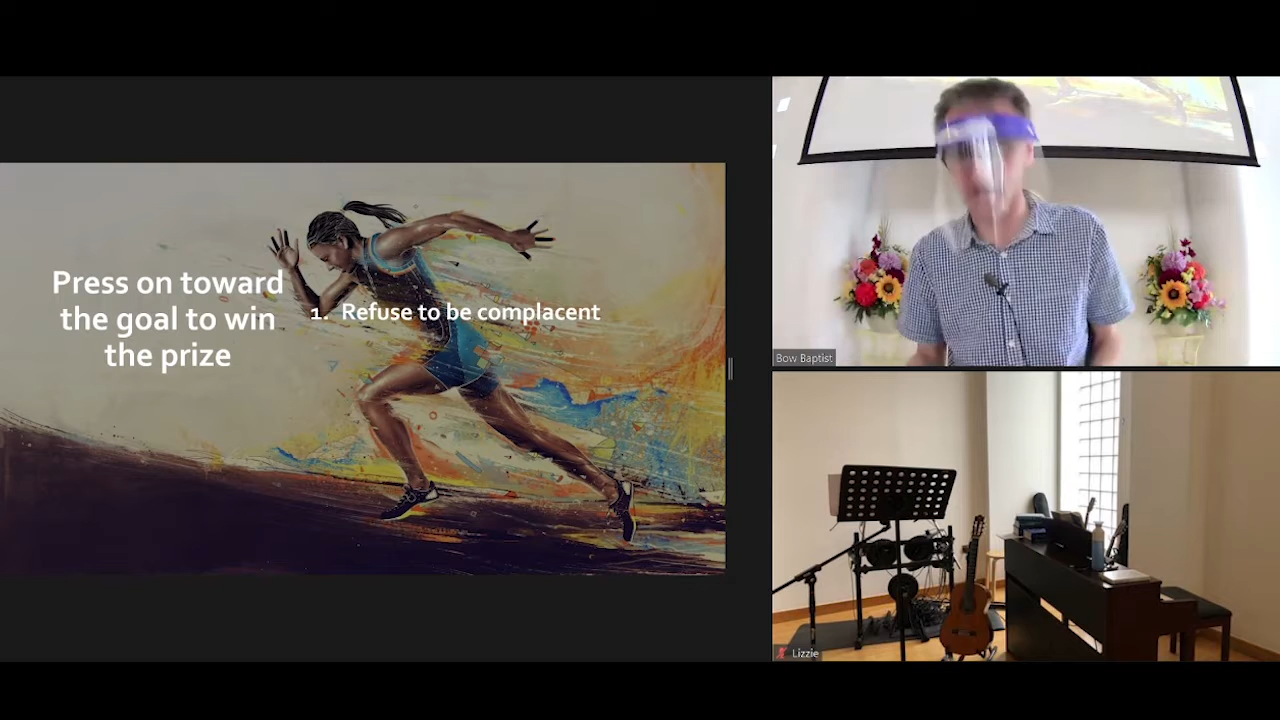 Press on toward
the goal to win
the prize
1. Refuse to be complacent
Bow Baptist
Lizzie